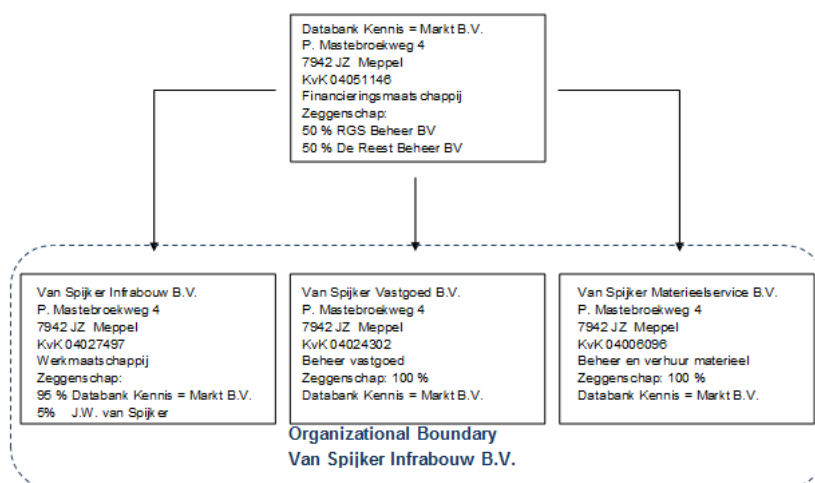 Databank Kennis = Markt B.V.
P. Mastebroekweg 4
7942 JZ Meppel
KvK 04051146
Financieringsmaatschappij
Zeggenschap:
50 % RGS Beheer BV
50 % De Reest Beheer BV
Van Spijker Infrabouw B.V.
P. Mastebroekweg 4
7942 JZ Meppel
KvK 04027497
Werkmaatschappij
Zeggenschap:
95 % Databank Kennis = Markt B.V.
5% J.W. van Spijker
Van Spijker Vastgoed B.V.
P. Mastebroekweg 4
7942 JZ Meppel
KvK 04024302
Beheer vastgoed
Zeggenschap: 100 %
Databank Kennis = Markt B.V.
Van Spijker Materieelservice B.V.
P. Mastebroekweg 4
7942 JZ Meppel
KvK 04006096
Beheer en verhuur materieel
Zeggenschap: 100 %
Databank Kennis = Markt B.V.
Organizational Boundary
Van Spijker Infrabouw B.V.